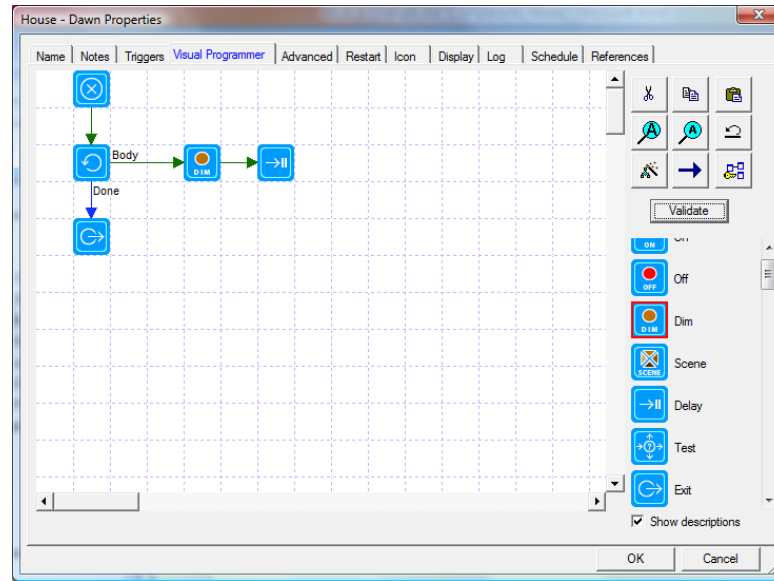 House - Dawn Properties
Name Notes Triggers Visual Programmer Advanced Restart Icon Display Log Schedule References
A A
Body
DIM
Done
Validate
ON
OFF Off
DIM Dim
SCENE Scene
Delay
? Test
Exit
Show descriptions
OK Cancel